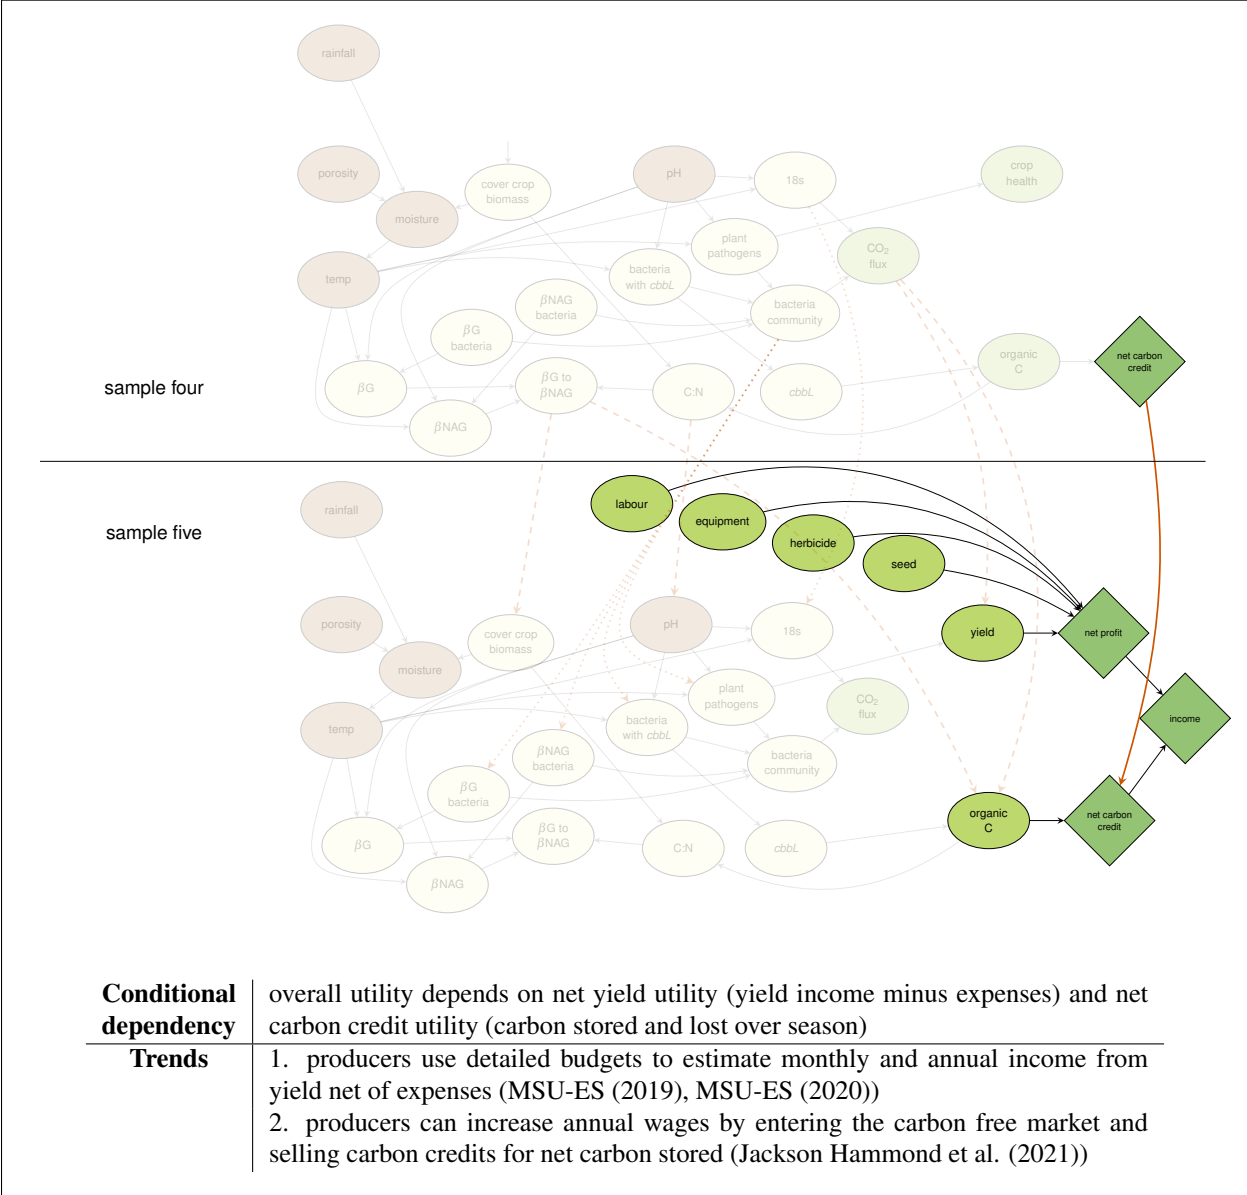 rainfall
porosity
cover crop
biomass
pH
18s
crop
health
moisture
plant
pathogens
CO₂
flux
temp
bacteria
with cbbL
βNAG
bacteria
bacteria
community
βG
bacteria
organic
C
net carbon
credit
sample four
βG
βG to
βNAG
C:N
cbbL
βNAG
sample five
rainfall
labour
equipment
herbicide
seed
porosity
cover crop
biomass
pH
18s
yield
net profit
moisture
plant
pathogens
CO₂
flux
income
temp
bacteria
with cbbL
βNAG
bacteria
bacteria
community
βG
bacteria
organic
C
net carbon
credit
βG
βG to
βNAG
C:N
cbbL
βNAG
Conditional dependency
overall utility depends on net yield utility (yield income minus expenses) and net
carbon credit utility (carbon stored and lost over season)
Trends
1. producers use detailed budgets to estimate monthly and annual income from
yield net of expenses (MSU-ES (2019), MSU-ES (2020))
2. producers can increase annual wages by entering the carbon free market and
selling carbon credits for net carbon stored (Jackson Hammond et al. (2021))